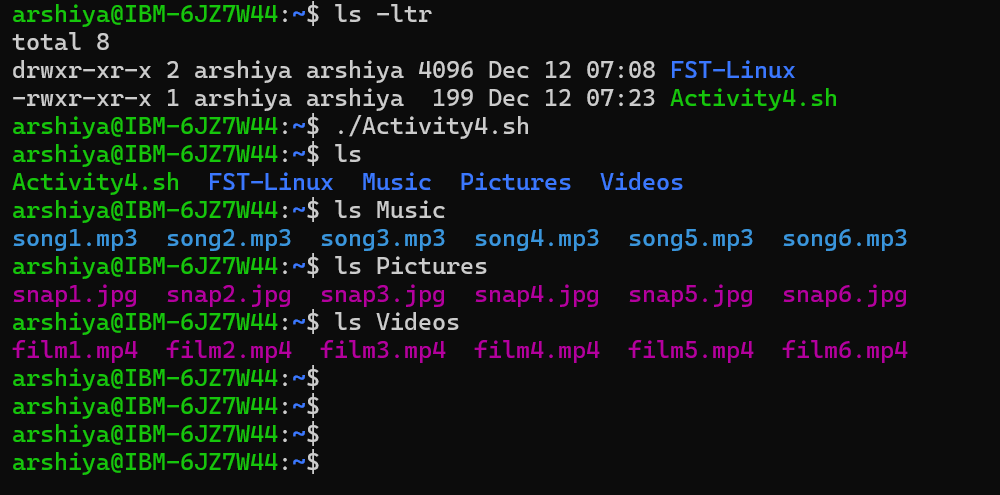 arshiya@IBM-6JZ7W44:~$ ls -ltr
total 8
drwxr-xr-x 2 arshiya arshiya 4096 Dec 12 07:08 FST-Linux
-rwxr-xr-x 1 arshiya arshiya  199 Dec 12 07:23 Activity4.sh
arshiya@IBM-6JZ7W44:~$ ./Activity4.sh
arshiya@IBM-6JZ7W44:~$ ls
Activity4.sh  FST-Linux  Music  Pictures  Videos
arshiya@IBM-6JZ7W44:~$ ls Music
song1.mp3  song2.mp3  song3.mp3  song4.mp3  song5.mp3  song6.mp3
arshiya@IBM-6JZ7W44:~$ ls Pictures
snap1.jpg  snap2.jpg  snap3.jpg  snap4.jpg  snap5.jpg  snap6.jpg
arshiya@IBM-6JZ7W44:~$ ls Videos
film1.mp4  film2.mp4  film3.mp4  film4.mp4  film5.mp4  film6.mp4
arshiya@IBM-6JZ7W44:~$
arshiya@IBM-6JZ7W44:~$
arshiya@IBM-6JZ7W44:~$
arshiya@IBM-6JZ7W44:~$